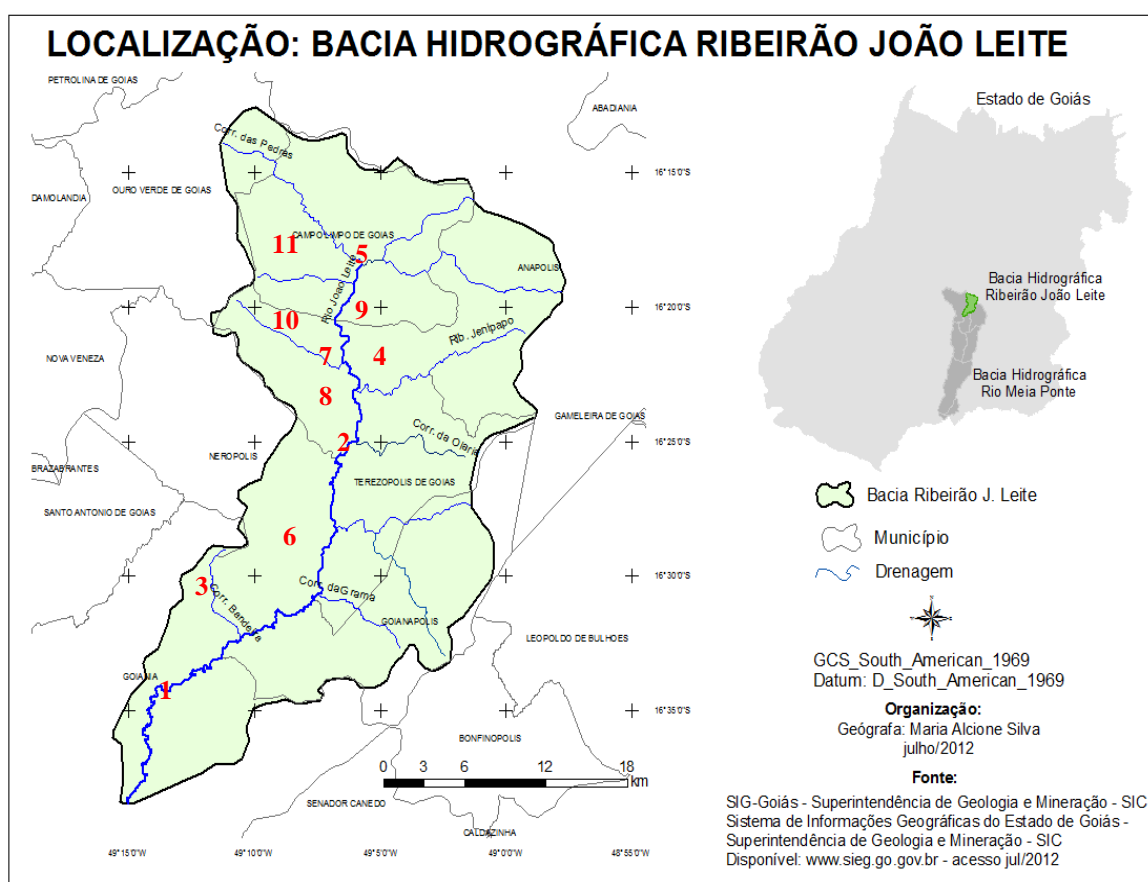 LOCALIZAÇÃO: BACIA HIDROGRÁFICA RIBEIRÃO JOÃO LEITE
PETROLINA DE GOIAS
ABADIANIA
Corr. das Pedras
16°15'0"S
OURO VERDE DE GOIAS
DAMOLANDIA
11
CAMPO LIMPO DE GOIAS
5
ANAPOLIS
Rio Joao Leite
9
16°20'0"S
10
Rib. Jenipapo
7
4
NOVA VENEZA
8
GAMELEIRA DE GOIAS
Corr. da Olaria
2
16°25'0"S
NEROPOLIS
BRAZABRANTES
TEREZOPOLIS DE GOIAS
SANTO ANTONIO DE GOIAS
6
16°30'0"S
3
Corr. da Grama
Corr. Bandeira
GOIANAPOLIS
LEOPOLDO DE BULHOES
GOIANIA
1
16°35'0"S
BONFINOPOLIS
0 3 6 12 18
km
SENADOR CANEDO
CALDAZINHA
49°15'0"W 49°10'0"W 49°5'0"W 49°0'0"W 48°55'0"W
Estado de Goiás
Bacia Hidrográfica
Ribeirão João Leite
Bacia Hidrográfica
Rio Meia Ponte
Bacia Ribeirão J. Leite
Município
Drenagem
GCS_South_American_1969
Datum: D_South_American_1969
Organização:
Geógrafa: Maria Alcione Silva
julho/2012
Fonte:
SIG-Goiás - Superintendência de Geologia e Mineração - SIC
Sistema de Informações Geográficas do Estado de Goiás -
Superintendência de Geologia e Mineração - SIC
Disponível: www.sieg.go.gov.br - acesso jul/2012